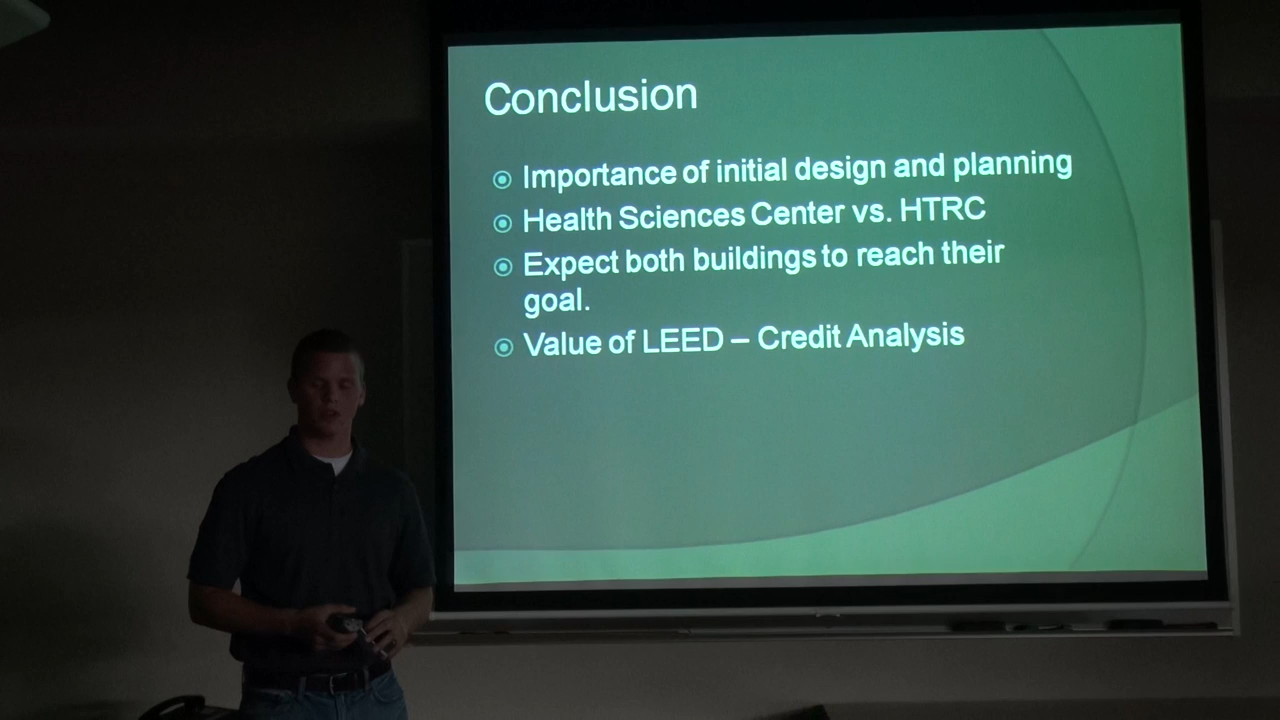 Conclusion
Importance of initial design and planning
Health Sciences Center vs. HTRC
Expect both buildings to reach their
goal.
Value of LEED – Credit Analysis